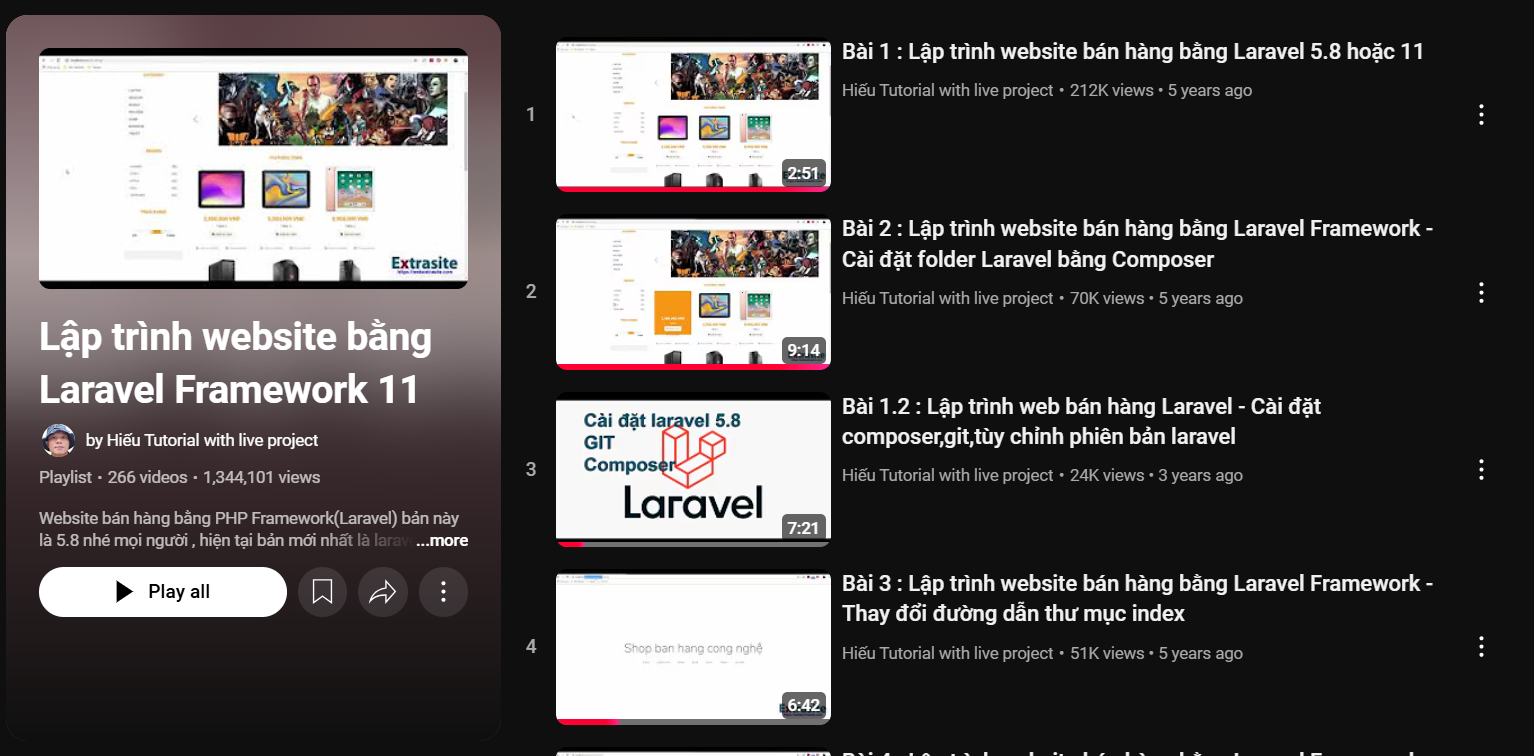 Extrasite
Lập trình website bằng
Laravel Framework 11
by Hiếu Tutorial with live project
Playlist • 266 videos • 1,344,101 views
Website bán hàng bằng PHP Framework(Laravel) bản này
là 5.8 nhé mọi người , hiện tại bản mới nhất là larav ...more
Play all
1
2:51
Bài 1 : Lập trình website bán hàng bằng Laravel 5.8 hoặc 11
Hiếu Tutorial with live project • 212K views • 5 years ago
2
9:14
Bài 2 : Lập trình website bán hàng bằng Laravel Framework -
Cài đặt folder Laravel bằng Composer
Hiếu Tutorial with live project • 70K views • 5 years ago
3
Cài đặt laravel 5.8
GIT
Composer
Laravel
7:21
Bài 1.2 : Lập trình web bán hàng Laravel - Cài đặt
composer,git,tùy chỉnh phiên bản laravel
Hiếu Tutorial with live project • 24K views • 3 years ago
4
Shop ban hang cong nghệ
6:42
Bài 3 : Lập trình website bán hàng bằng Laravel Framework -
Thay đổi đường dẫn thư mục index
Hiếu Tutorial with live project • 51K views • 5 years ago